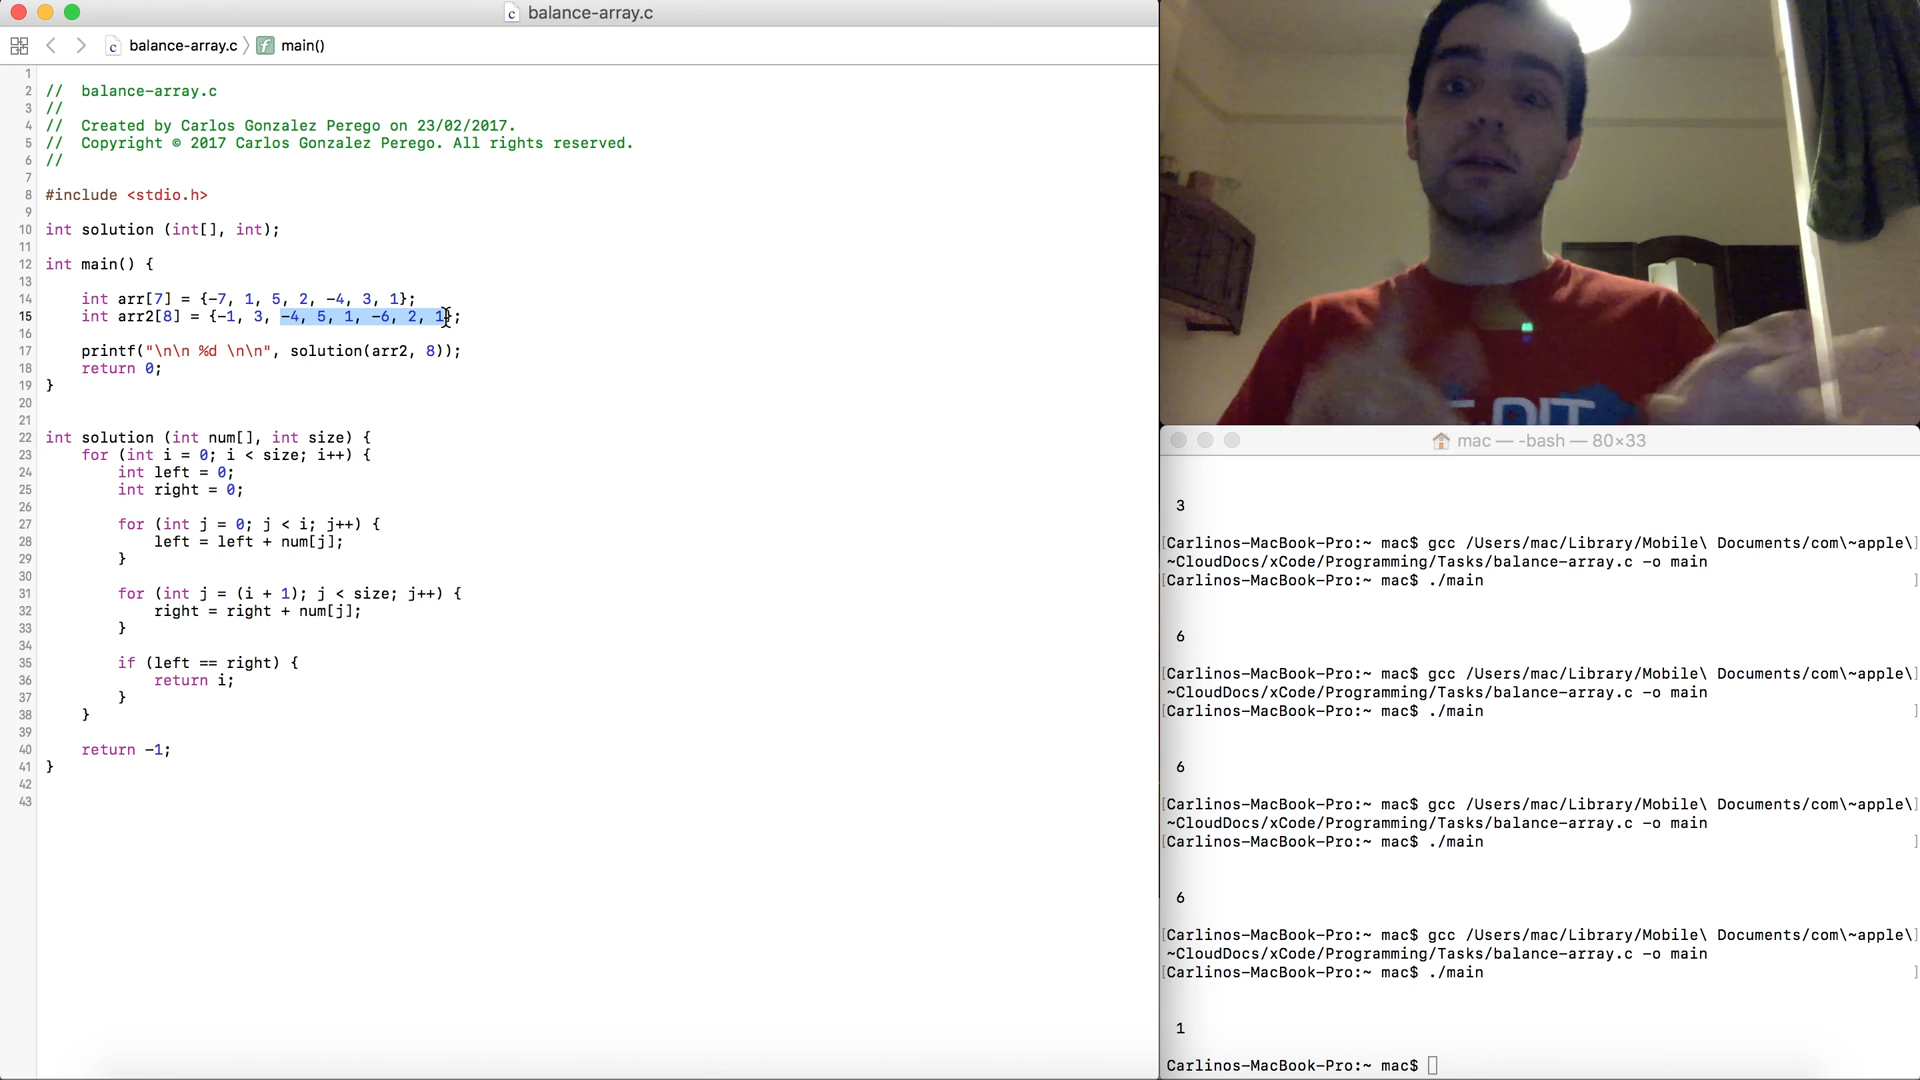 balance-array.c
balance-array.c
main()
1
2 //  balance-array.c
3 //
4 //  Created by Carlos Gonzalez Perego on 23/02/2017.
5 //  Copyright © 2017 Carlos Gonzalez Perego. All rights reserved.
6 //
7
8 #include <stdio.h>
9
10 int solution (int[], int);
11
12 int main() {
13
14     int arr[7] = {-7, 1, 5, 2, -4, 3, 1};
15     int arr2[8] = {-1, 3, -4, 5, 1, -6, 2, 1};
16
17     printf("\n\n %d \n\n", solution(arr2, 8));
18     return 0;
19 }
20
21
22 int solution (int num[], int size) {
23     for (int i = 0; i < size; i++) {
24         int left = 0;
25         int right = 0;
26
27         for (int j = 0; j < i; j++) {
28             left = left + num[j];
29         }
30
31         for (int j = (i + 1); j < size; j++) {
32             right = right + num[j];
33         }
34
35         if (left == right) {
36             return i;
37         }
38     }
39
40     return -1;
41 }
42
43
mac — -bash — 80×33
3
[Carlinos-MacBook-Pro:~ mac$ gcc /Users/mac/Library/Mobile\ Documents/com\~apple\]
~CloudDocs/xCode/Programming/Tasks/balance-array.c -o main
[Carlinos-MacBook-Pro:~ mac$ ./main ]
6
[Carlinos-MacBook-Pro:~ mac$ gcc /Users/mac/Library/Mobile\ Documents/com\~apple\]
~CloudDocs/xCode/Programming/Tasks/balance-array.c -o main
[Carlinos-MacBook-Pro:~ mac$ ./main ]
6
[Carlinos-MacBook-Pro:~ mac$ gcc /Users/mac/Library/Mobile\ Documents/com\~apple\]
~CloudDocs/xCode/Programming/Tasks/balance-array.c -o main
[Carlinos-MacBook-Pro:~ mac$ ./main ]
6
[Carlinos-MacBook-Pro:~ mac$ gcc /Users/mac/Library/Mobile\ Documents/com\~apple\]
~CloudDocs/xCode/Programming/Tasks/balance-array.c -o main
[Carlinos-MacBook-Pro:~ mac$ ./main ]
1
Carlinos-MacBook-Pro:~ mac$